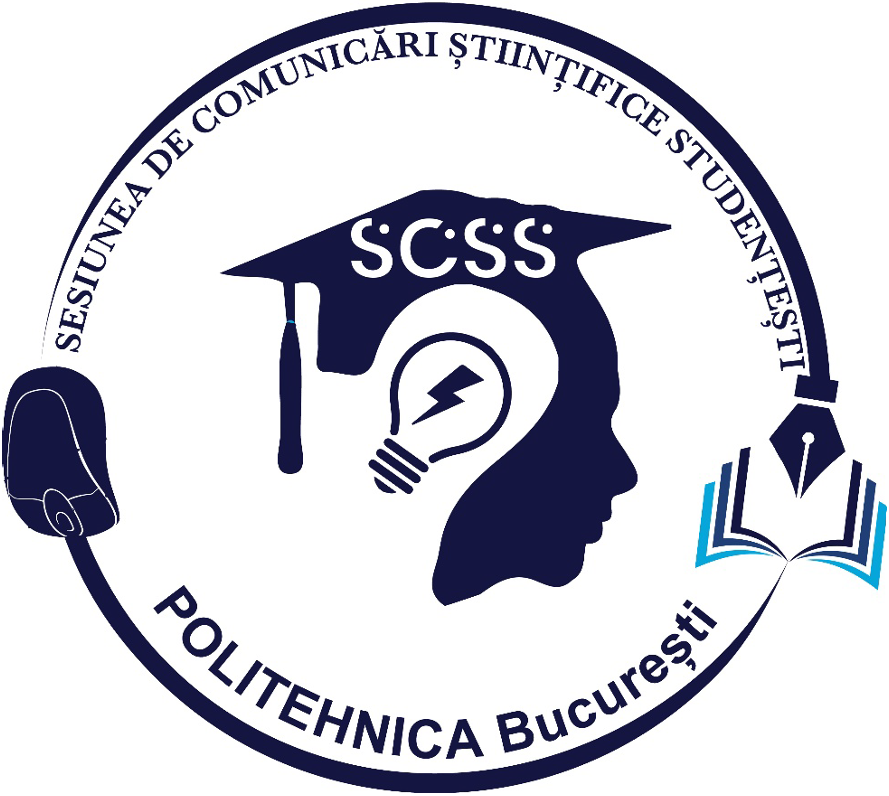 SESIUNEA DE COMUNICĂRI ȘTIINȚIFICE STUDENȚEȘTI
SCSS
POLITEHNICA București